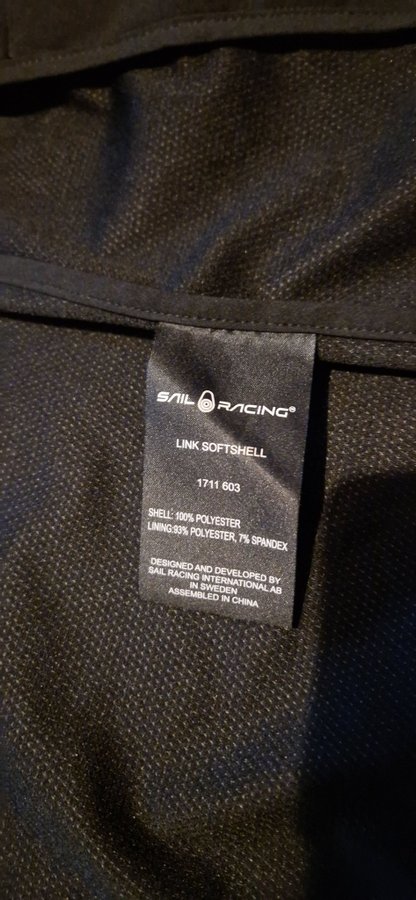 SAIL RACING®
LINK SOFTSHELL
1711 603
SHELL: 100% POLYESTER
LINING:93% POLYESTER, 7% SPANDEX
DESIGNED AND DEVELOPED BY
SAIL RACING INTERNATIONAL AB
IN SWEDEN
ASSEMBLED IN CHINA